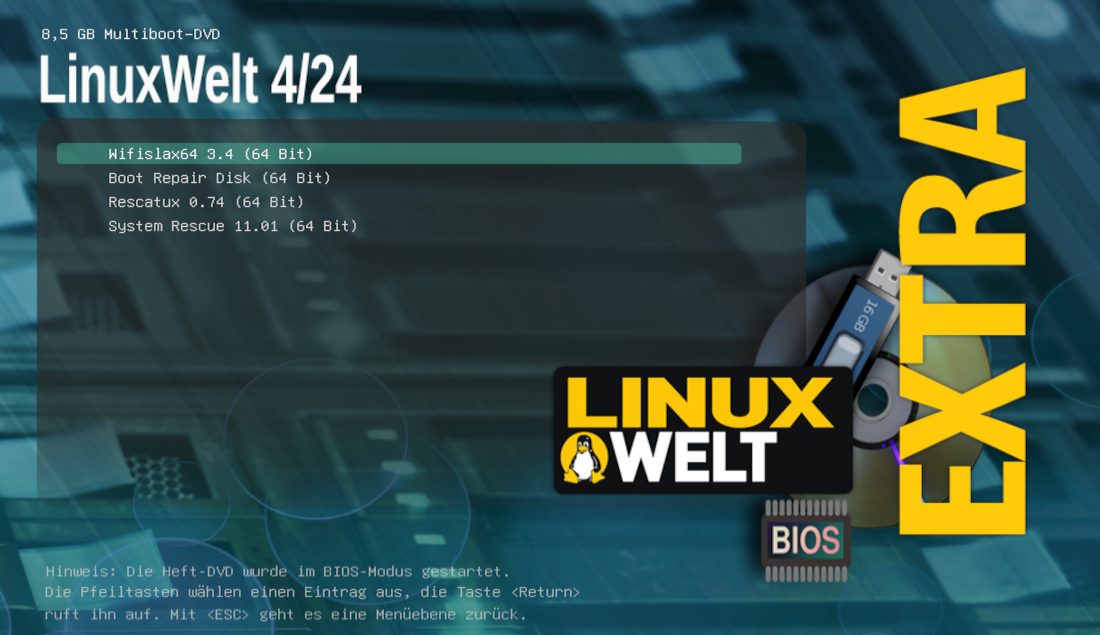 8,5 GB Multiboot-DVD
LinuxWelt 4/24
Wifislax64 3.4 (64 Bit)
Boot Repair Disk (64 Bit)
Rescatux 0.74 (64 Bit)
System Rescue 11.01 (64 Bit)
EXTRA
16 GB
LINUX
WELT
BIOS
Hinweis: Die Heft-DVD wurde im BIOS-Modus gestartet.
Die Pfeiltasten wählen einen Eintrag aus, die Taste <Return>
ruft ihn auf. Mit <ESC> geht es eine Menüebene zurück.